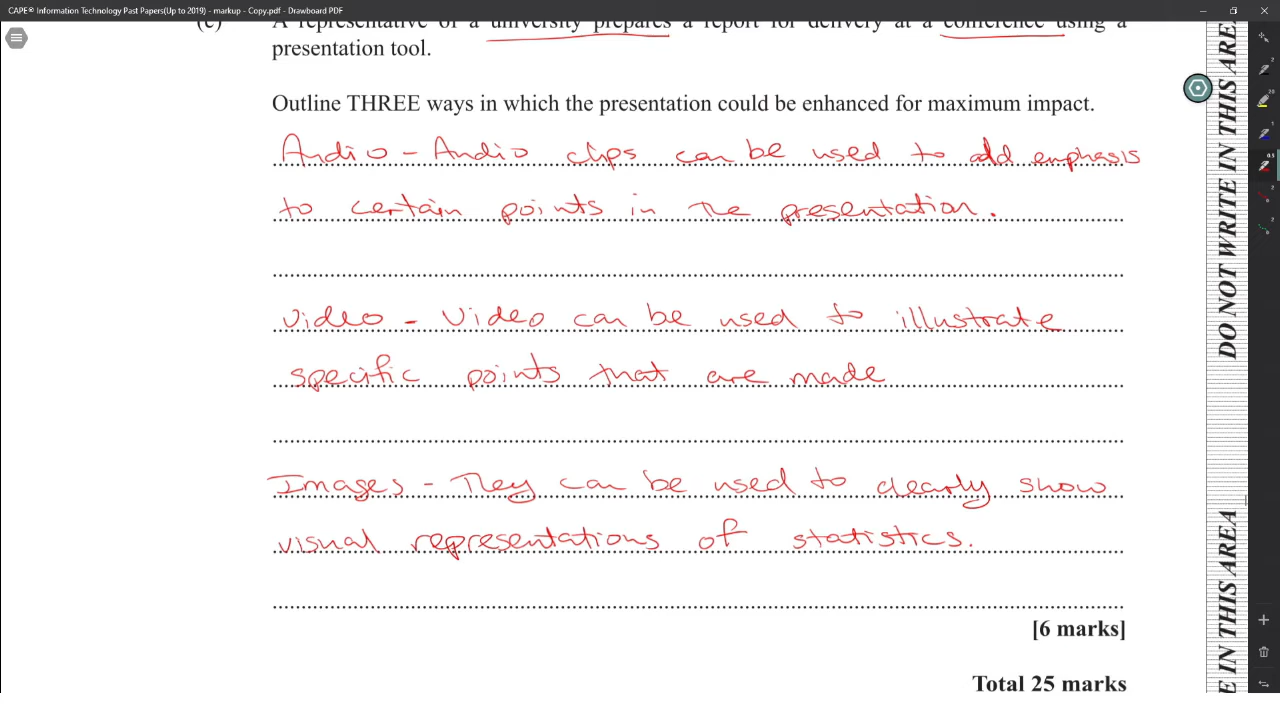 CAPE® Information Technology Past Papers(Up to 2019) - markup - Copy.pdf - Drawboard PDF
(c) A representative of a university prepares a report for delivery at a conference using a
presentation tool.
Outline THREE ways in which the presentation could be enhanced for maximum impact.
Audio - Audio clips can be used to add emphasis
to certain points in the presentation.
Video - Video can be used to illustrate
specific points that are made
Images - They can be used to clearly show
visual representations of statistics.
[6 marks]
Total 25 marks
DO NOT WRITE IN THIS ARE
E IN THIS AREA